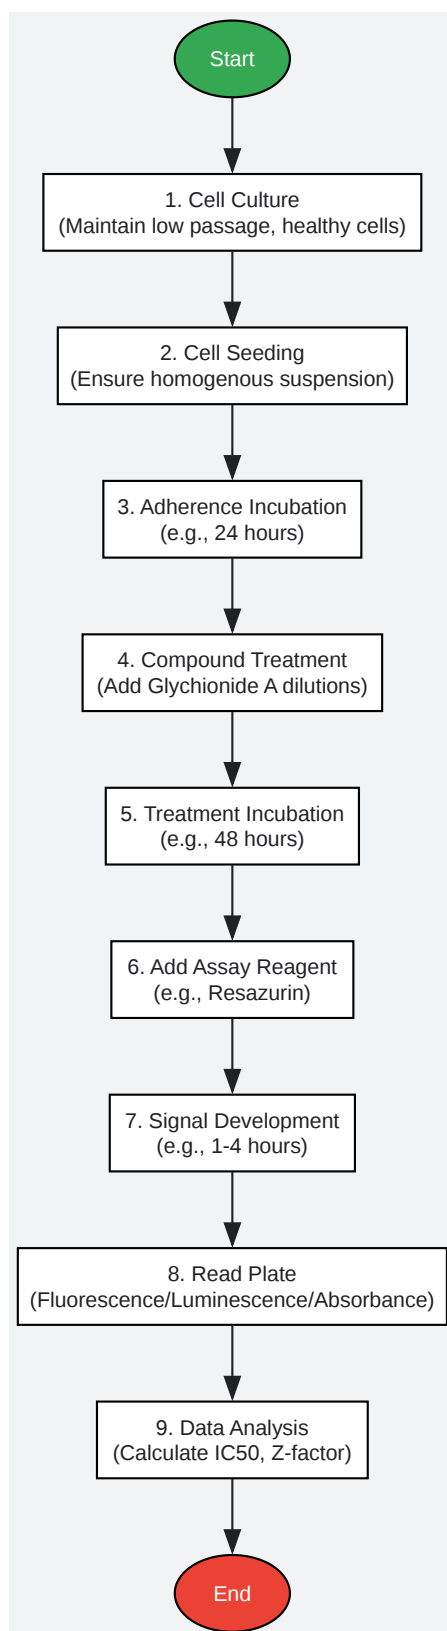 Start
1. Cell Culture
(Maintain low passage, healthy cells)
2. Cell Seeding
(Ensure homogenous suspension)
3. Adherence Incubation
(e.g., 24 hours)
4. Compound Treatment
(Add Glychionide A dilutions)
5. Treatment Incubation
(e.g., 48 hours)
6. Add Assay Reagent
(e.g., Resazurin)
7. Signal Development
(e.g., 1-4 hours)
8. Read Plate
(Fluorescence/Luminescence/Absorbance)
9. Data Analysis
(Calculate IC50, Z-factor)
End